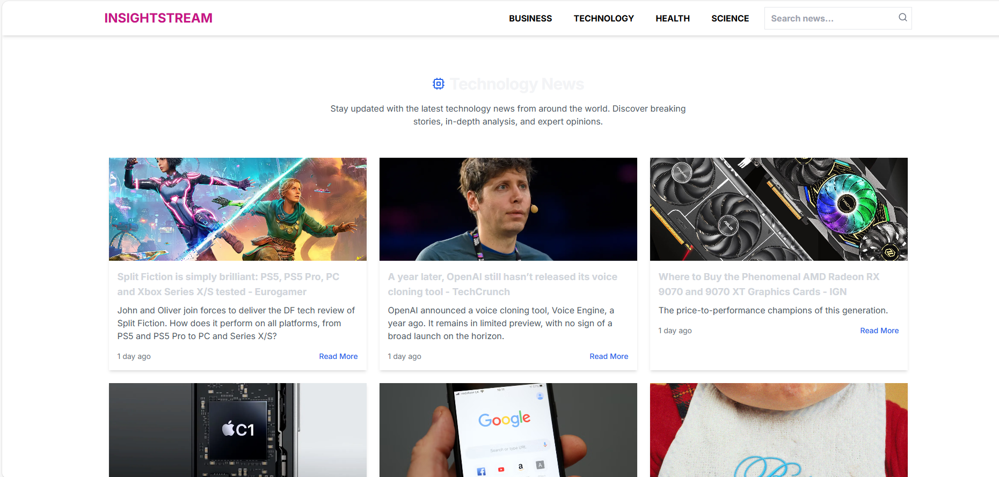 INSIGHTSTREAM
BUSINESS TECHNOLOGY HEALTH SCIENCE Search news...
Technology News
Stay updated with the latest technology news from around the world. Discover breaking
stories, in-depth analysis, and expert opinions.
PRIME
ASUS
Split Fiction is simply brilliant: PS5, PS5 Pro, PC
and Xbox Series X/S tested - Eurogamer
John and Oliver join forces to deliver the DF tech review of
Split Fiction. How does it perform on all platforms, from
PS5 and PS5 Pro to PC and Series X/S?
1 day ago
Read More
A year later, OpenAI still hasn’t released its voice
cloning tool - TechCrunch
OpenAI announced a voice cloning tool, Voice Engine, a
year ago. It remains in limited preview, with no sign of a
broad launch on the horizon.
1 day ago
Read More
Where to Buy the Phenomenal AMD Radeon RX
9070 and 9070 XT Graphics Cards - IGN
The price-to-performance champions of this generation.
1 day ago
Read More
C1
vodafone UK 10:11 57%
Google
Search or type URL